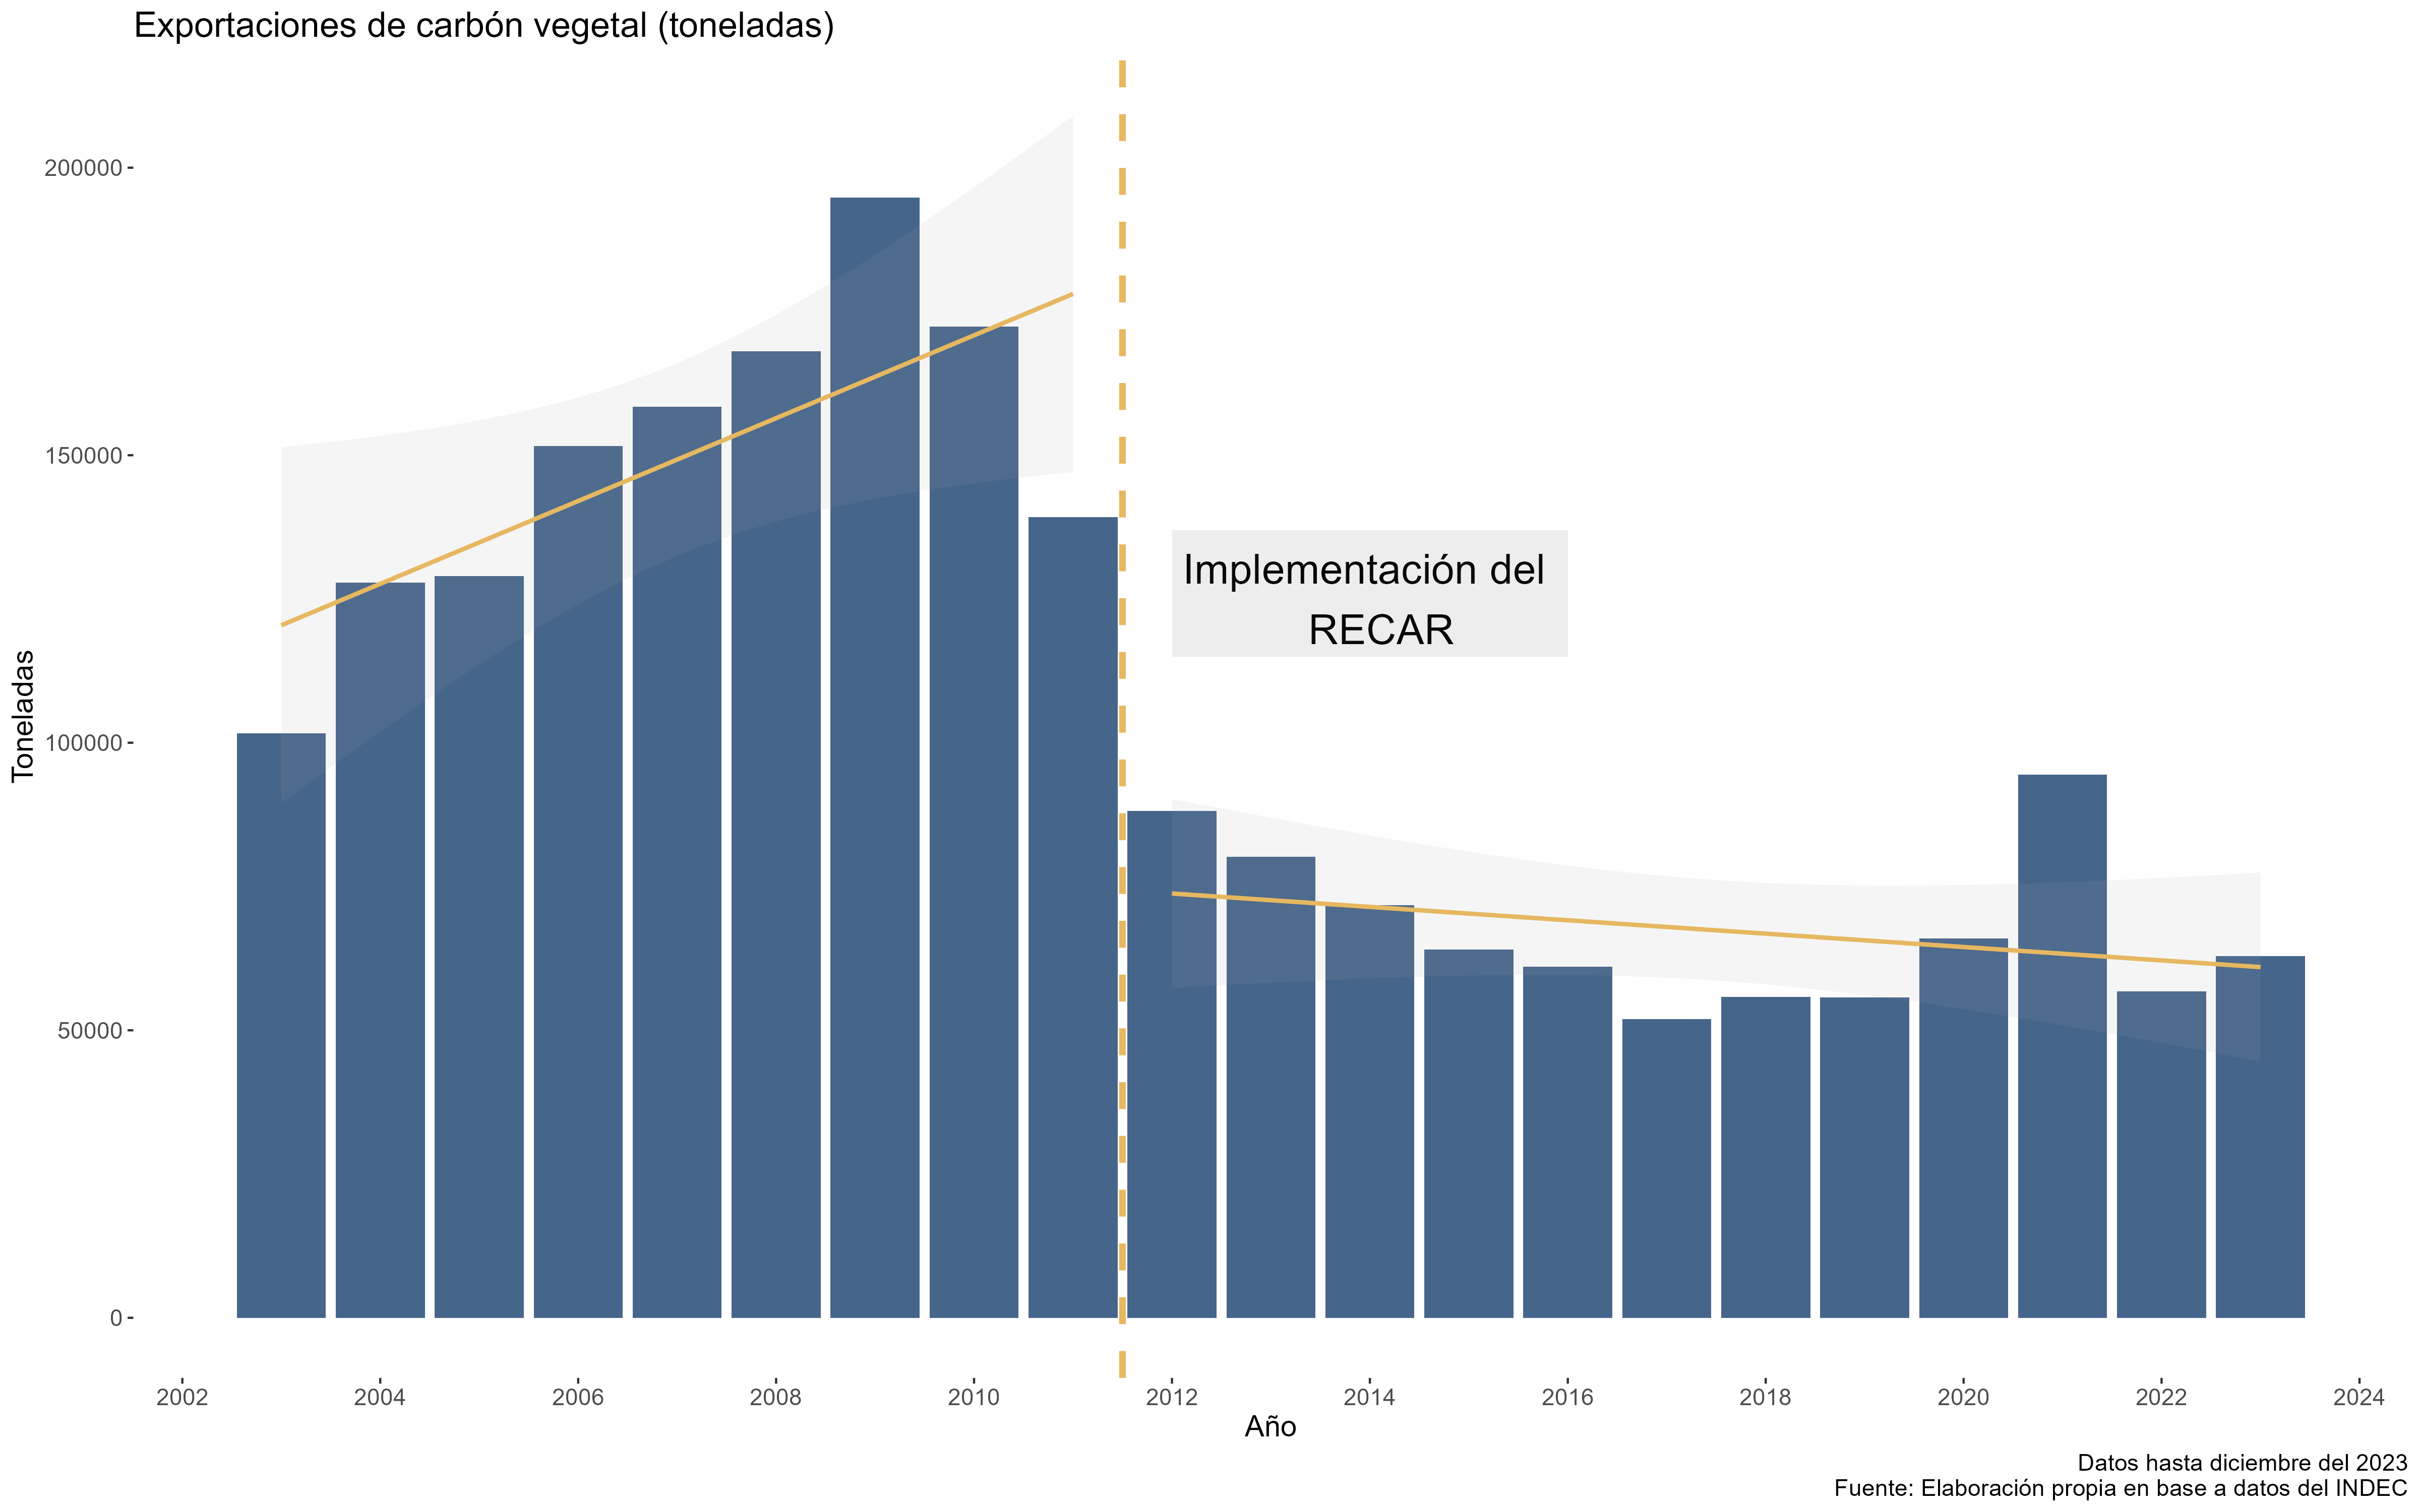 Exportaciones de carbón vegetal (toneladas)
200000
150000
100000
50000
0
Toneladas
Implementación del
RECAR
2002 2004 2006 2008 2010 2012 2014 2016 2018 2020 2022 2024
Año
Datos hasta diciembre del 2023
Fuente: Elaboración propia en base a datos del INDEC